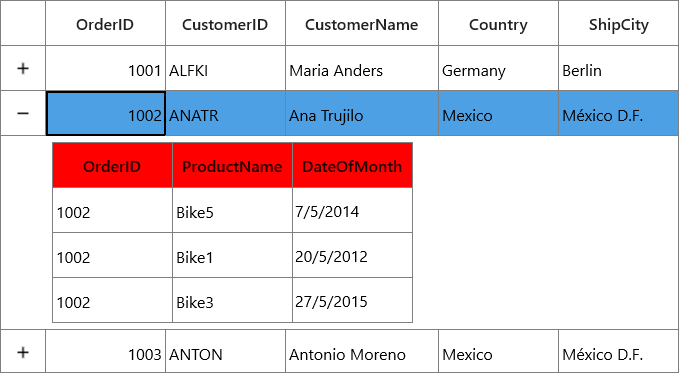 OrderID CustomerID CustomerName Country ShipCity
+ 1001 ALFKI Maria Anders Germany Berlin
− 1002 ANATR Ana Trujilo Mexico México D.F.
OrderID ProductName DateOfMonth
1002 Bike5 7/5/2014
1002 Bike1 20/5/2012
1002 Bike3 27/5/2015
+ 1003 ANTON Antonio Moreno Mexico México D.F.